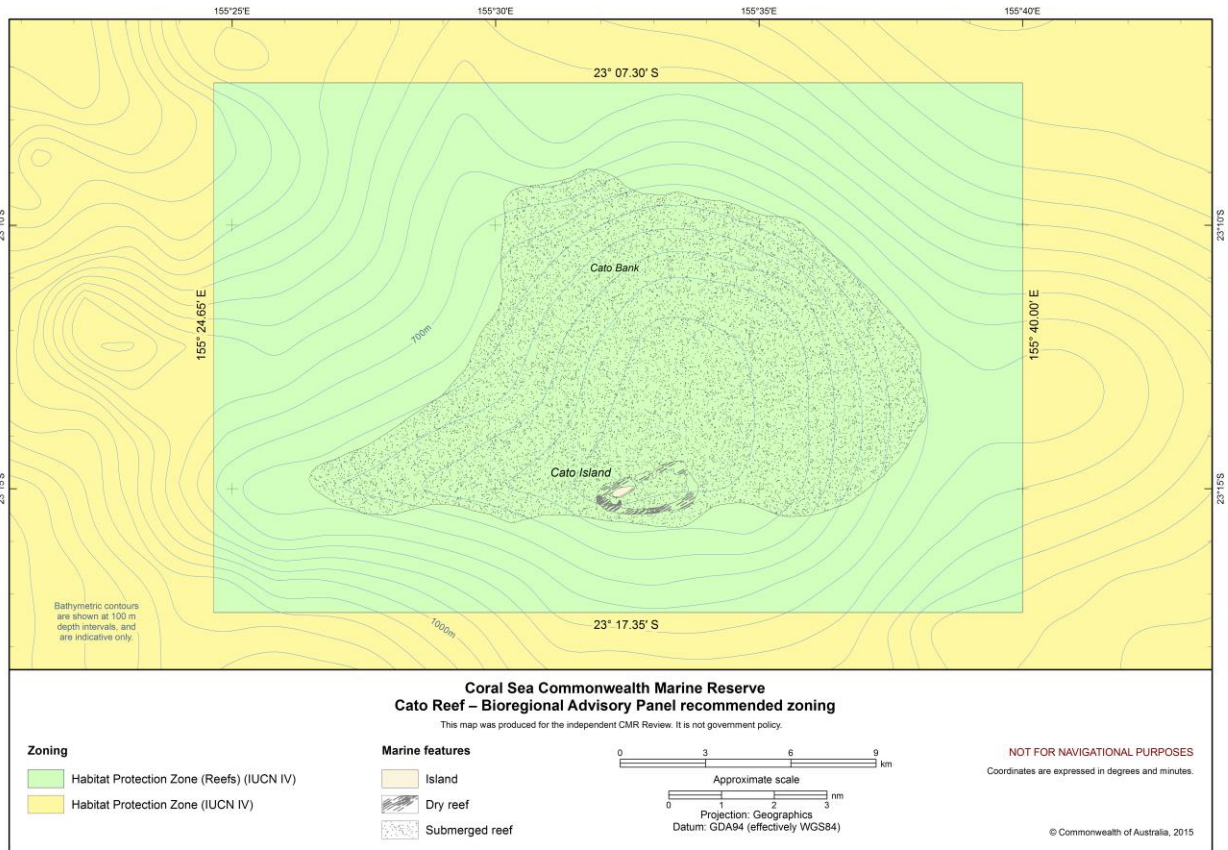 155°25'E
155°30'E
155°35'E
155°40'E
23° 07.30' S
23°10'S
23°10'S
Cato Bank
155° 24.65' E
155° 40.00' E
700m
Cato Island
23°15'S
23°15'S
Bathymetric contours
are shown at 100 m
depth intervals, and
are indicative only.
1000m
23° 17.35' S
Coral Sea Commonwealth Marine Reserve
Cato Reef – Bioregional Advisory Panel recommended zoning
This map was produced for the independent CMR Review. It is not government policy.
Zoning
Habitat Protection Zone (Reefs) (IUCN IV)
Habitat Protection Zone (IUCN IV)
Marine features
Island
Dry reef
Submerged reef
0 3 6 9
km
Approximate scale
nm
0 1 2 3
Projection: Geographics
Datum: GDA94 (effectively WGS84)
NOT FOR NAVIGATIONAL PURPOSES
Coordinates are expressed in degrees and minutes.
© Commonwealth of Australia, 2015